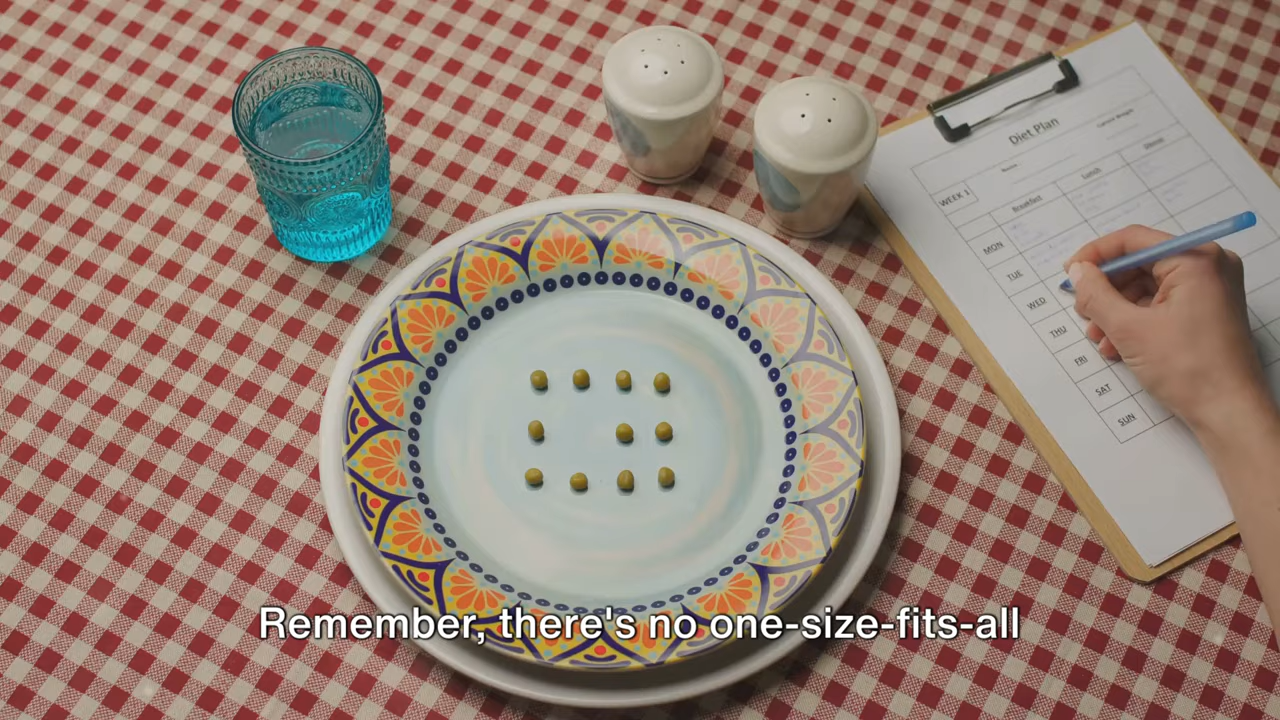 Diet Plan
WEEK 1
Breakfast
Lunch
Dinner
MON
TUE
WED
THU
FRI
SAT
SUN
Remember, there's no one-size-fits-all